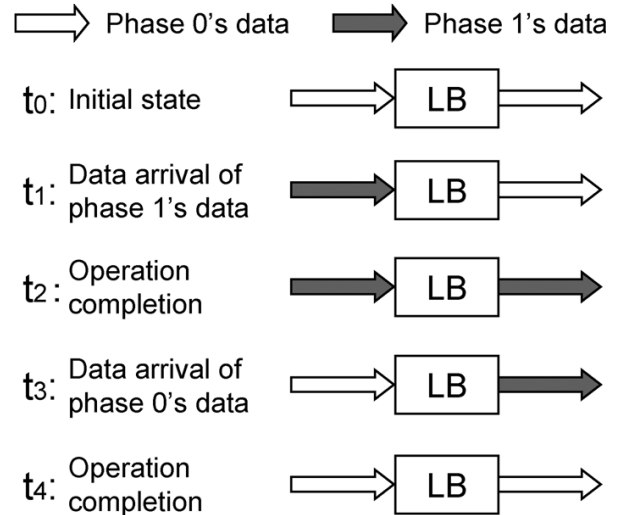 Phase 0's data Phase 1's data
t0: Initial state LB
t1: Data arrival of
phase 1's data LB
t2: Operation
completion LB
t3: Data arrival of
phase 0's data LB
t4: Operation
completion LB